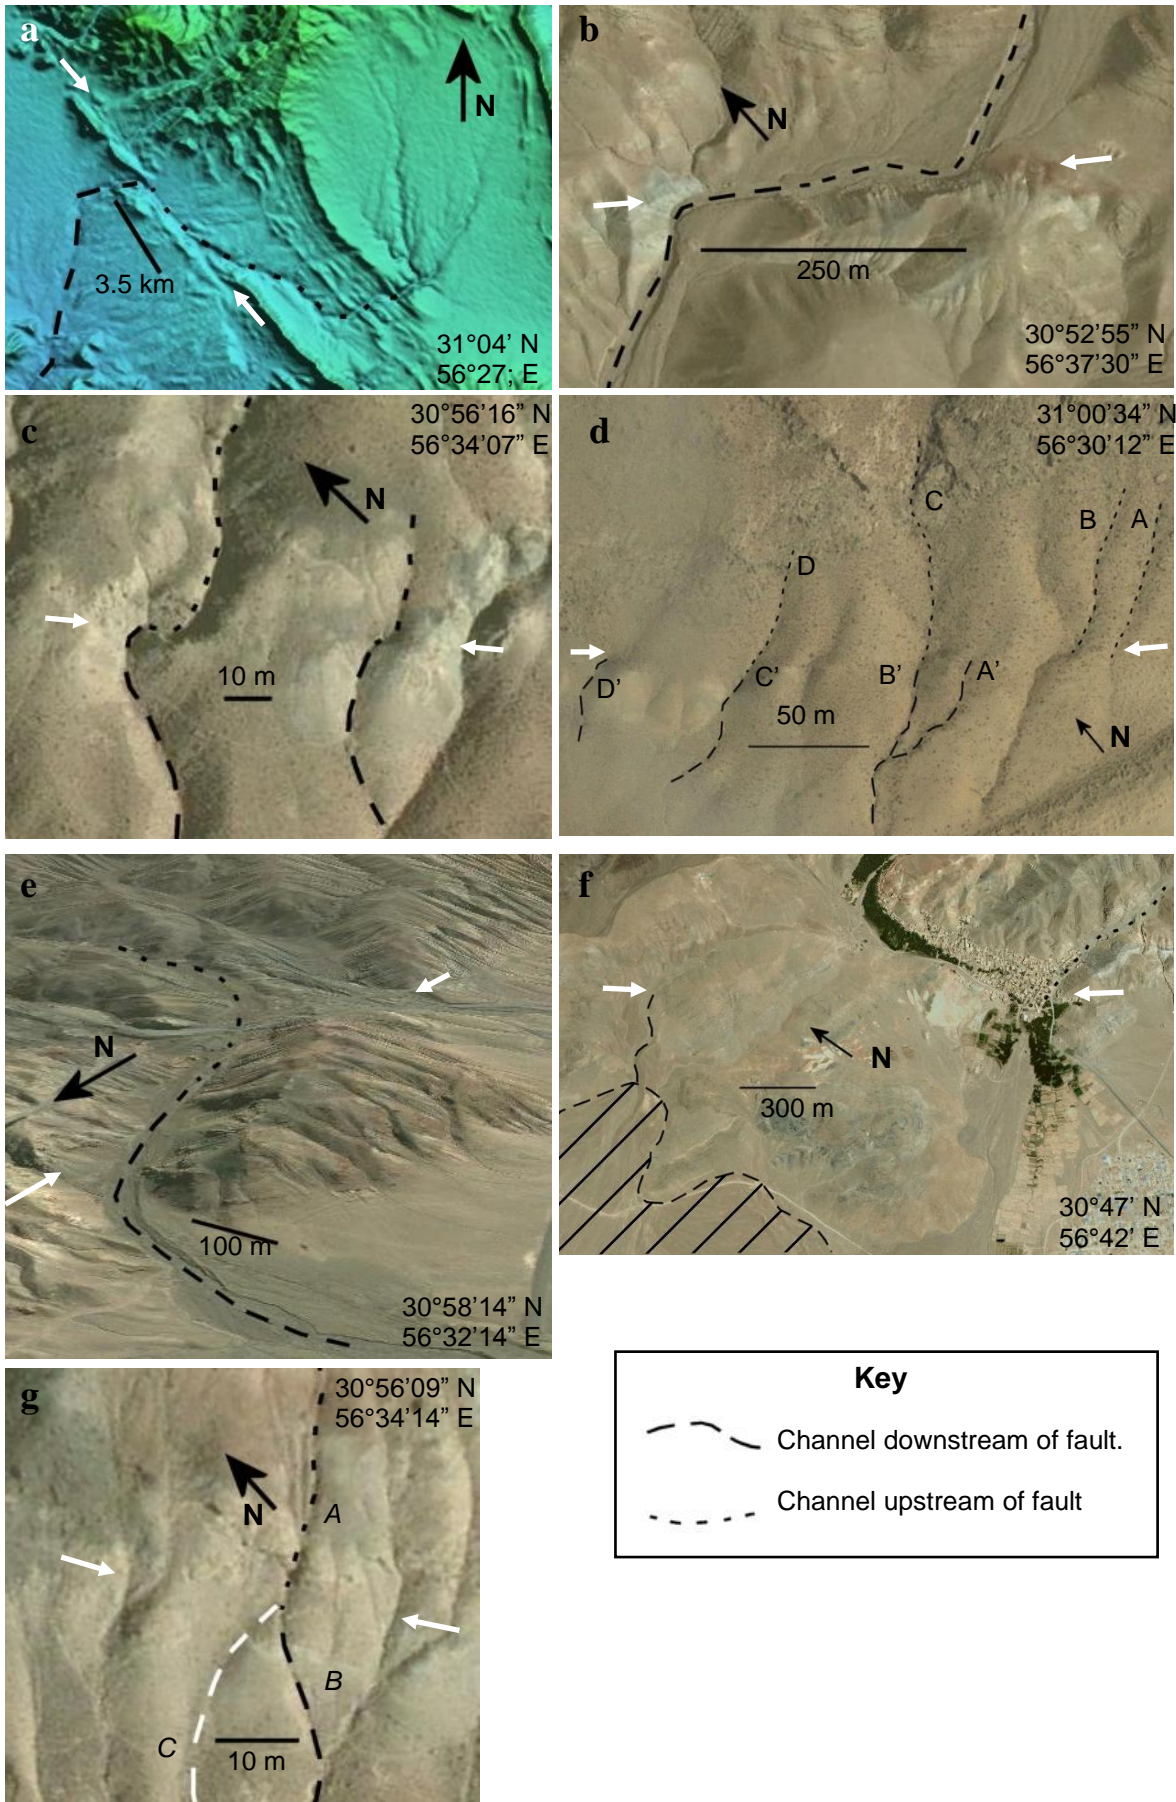 a
N
3.5 km
31°04’ N
56°27; E
b
N
250 m
30°52’55” N
56°37’30” E
c
30°56’16” N
56°34’07” E
N
10 m
d
31°00’34” N
56°30’12” E
C
B
A
D
D’
C’
B’
A’
50 m
N
e
N
100 m
30°58’14” N
56°32’14” E
f
N
300 m
30°47’ N
56°42’ E
g
30°56’09” N
56°34’14” E
N
A
B
C
10 m
Key
Channel downstream of fault.
Channel upstream of fault